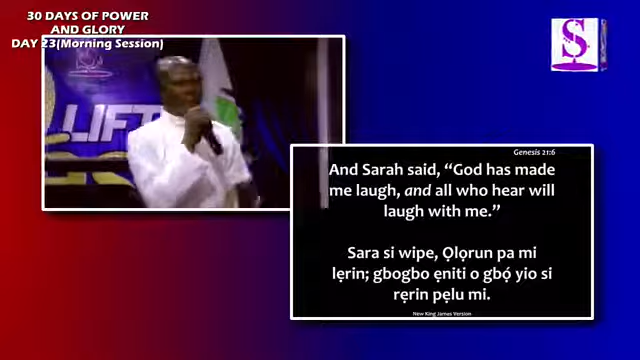 30 DAYS OF POWER
AND GLORY
DAY 23(Morning Session)
LIFT
S
Genesis 21:6
And Sarah said, “God has made
me laugh, and all who hear will
laugh with me.”
Sara si wipe, Ọlọrun pa mi
lẹrin; gbogbo ẹniti o gbọ́ yio si
rẹrin pẹlu mi.
New King James Version